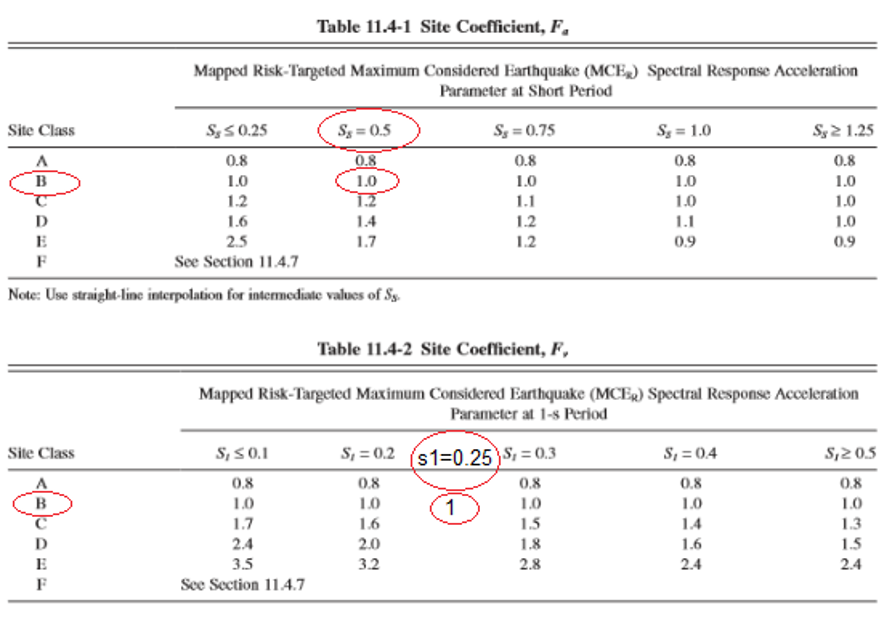 Table 11.4-1 Site Coefficient, Fa
Mapped Risk-Targeted Maximum Considered Earthquake (MCER) Spectral Response Acceleration
Parameter at Short Period
Site Class SS ≤ 0.25 SS = 0.5 SS = 0.75 SS = 1.0 SS ≥ 1.25
A 0.8 0.8 0.8 0.8 0.8
B 1.0 1.0 1.0 1.0 1.0
C 1.2 1.2 1.1 1.0 1.0
D 1.6 1.4 1.2 1.1 1.0
E 2.5 1.7 1.2 0.9 0.9
F See Section 11.4.7
Note: Use straight-line interpolation for intermediate values of SS.
Table 11.4-2 Site Coefficient, Fv
Mapped Risk-Targeted Maximum Considered Earthquake (MCER) Spectral Response Acceleration
Parameter at 1-s Period
Site Class S1 ≤ 0.1 S1 = 0.2 s1=0.25 S1 = 0.3 S1 = 0.4 S1 ≥ 0.5
A 0.8 0.8 0.8 0.8 0.8
B 1.0 1.0 1 1.0 1.0 1.0
C 1.7 1.6 1.5 1.4 1.3
D 2.4 2.0 1.8 1.6 1.5
E 3.5 3.2 2.8 2.4 2.4
F See Section 11.4.7